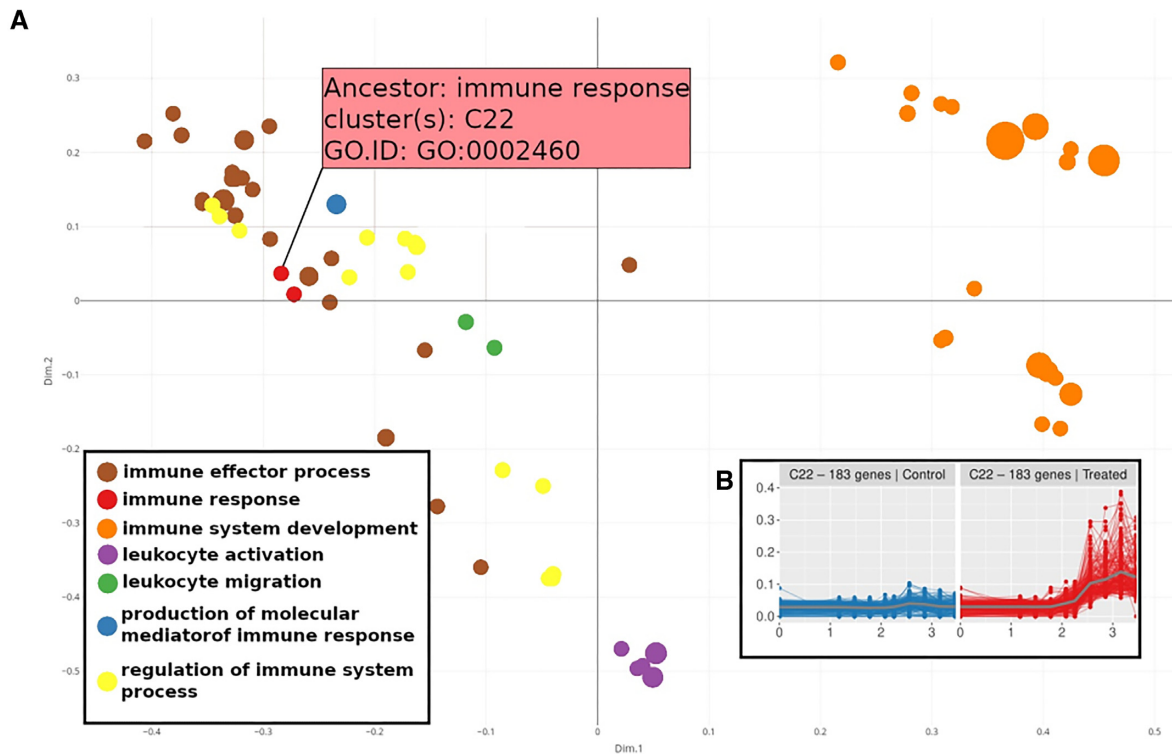 A
Ancestor: immune response
cluster(s): C22
GO.ID: GO:0002460
0.3
0.2
0.1
0
−0.1
−0.2
−0.3
−0.4
−0.5
Dim.2
−0.4
−0.3
−0.2
−0.1
0
0.1
0.2
0.3
0.4
0.5
Dim.1
immune effector process
immune response
immune system development
leukocyte activation
leukocyte migration
production of molecular
mediatorof immune response
regulation of immune system
process
B
C22 − 183 genes | Control
C22 − 183 genes | Treated
0.4
0.3
0.2
0.1
0.0
0 1 2 3
0 1 2 3